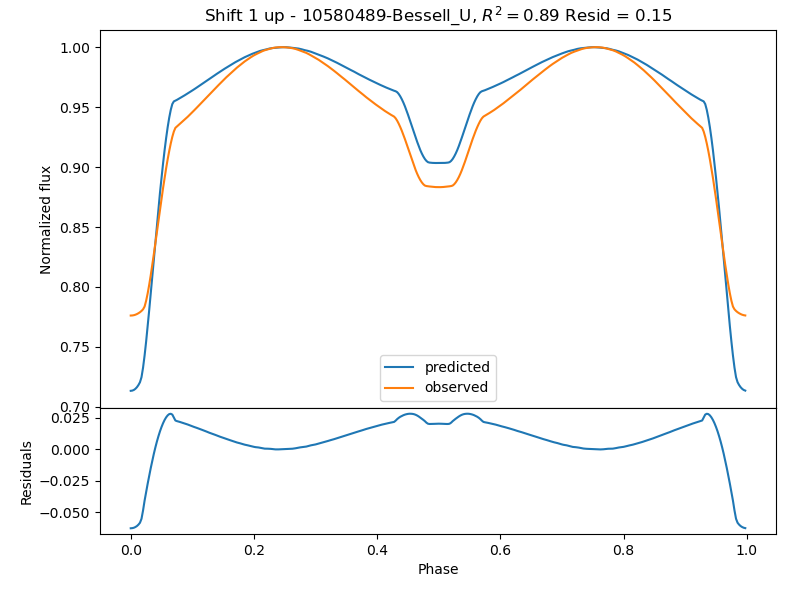 Shift 1 up - 10580489-Bessell_U, R² = 0.89 Resid = 0.15
Normalized flux
1.00
0.95
0.90
0.85
0.80
0.75
0.70
predicted
observed
Residuals
0.025
0.000
−0.025
−0.050
0.0 0.2 0.4 0.6 0.8 1.0
Phase